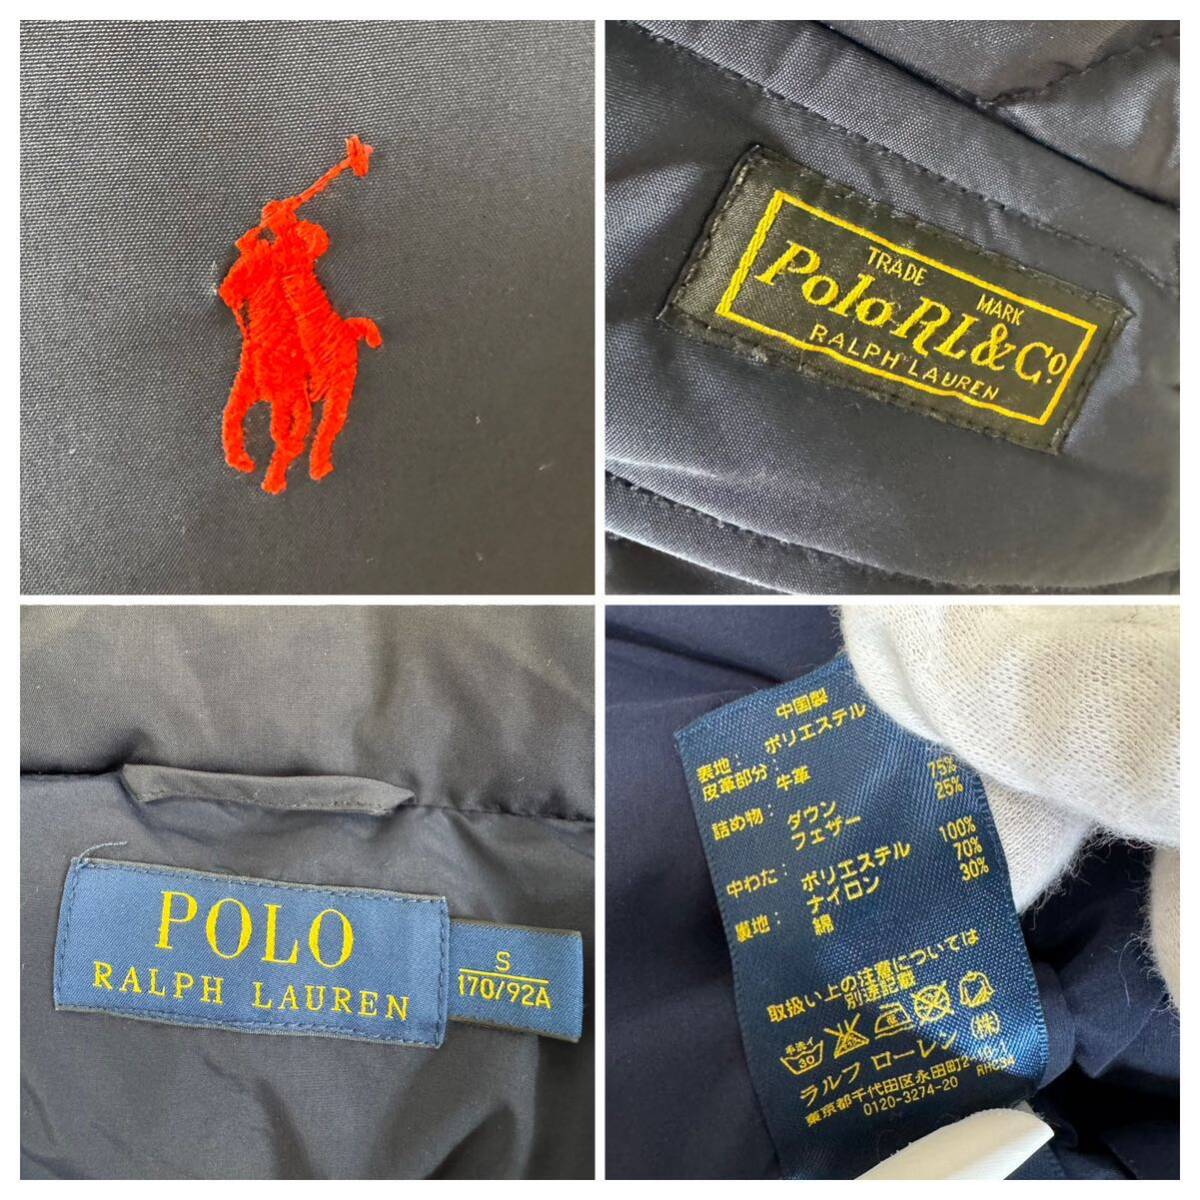 TRADE MARK
Polo RL & Co.
RALPH LAUREN
POLO
RALPH LAUREN
S
170/92A
中国製
表地: ポリエステル
皮革部分: 牛革
詰め物: ダウン 75%
フェザー 25%
中わた: ポリエステル 100%
ナイロン 70%
裏地: 綿 30%
取扱い上の注意については
別途記載
手洗イ
30
ラルフ ローレン (株)
東京都千代田区永田町2-10-1
0120-3274-20 RHC34